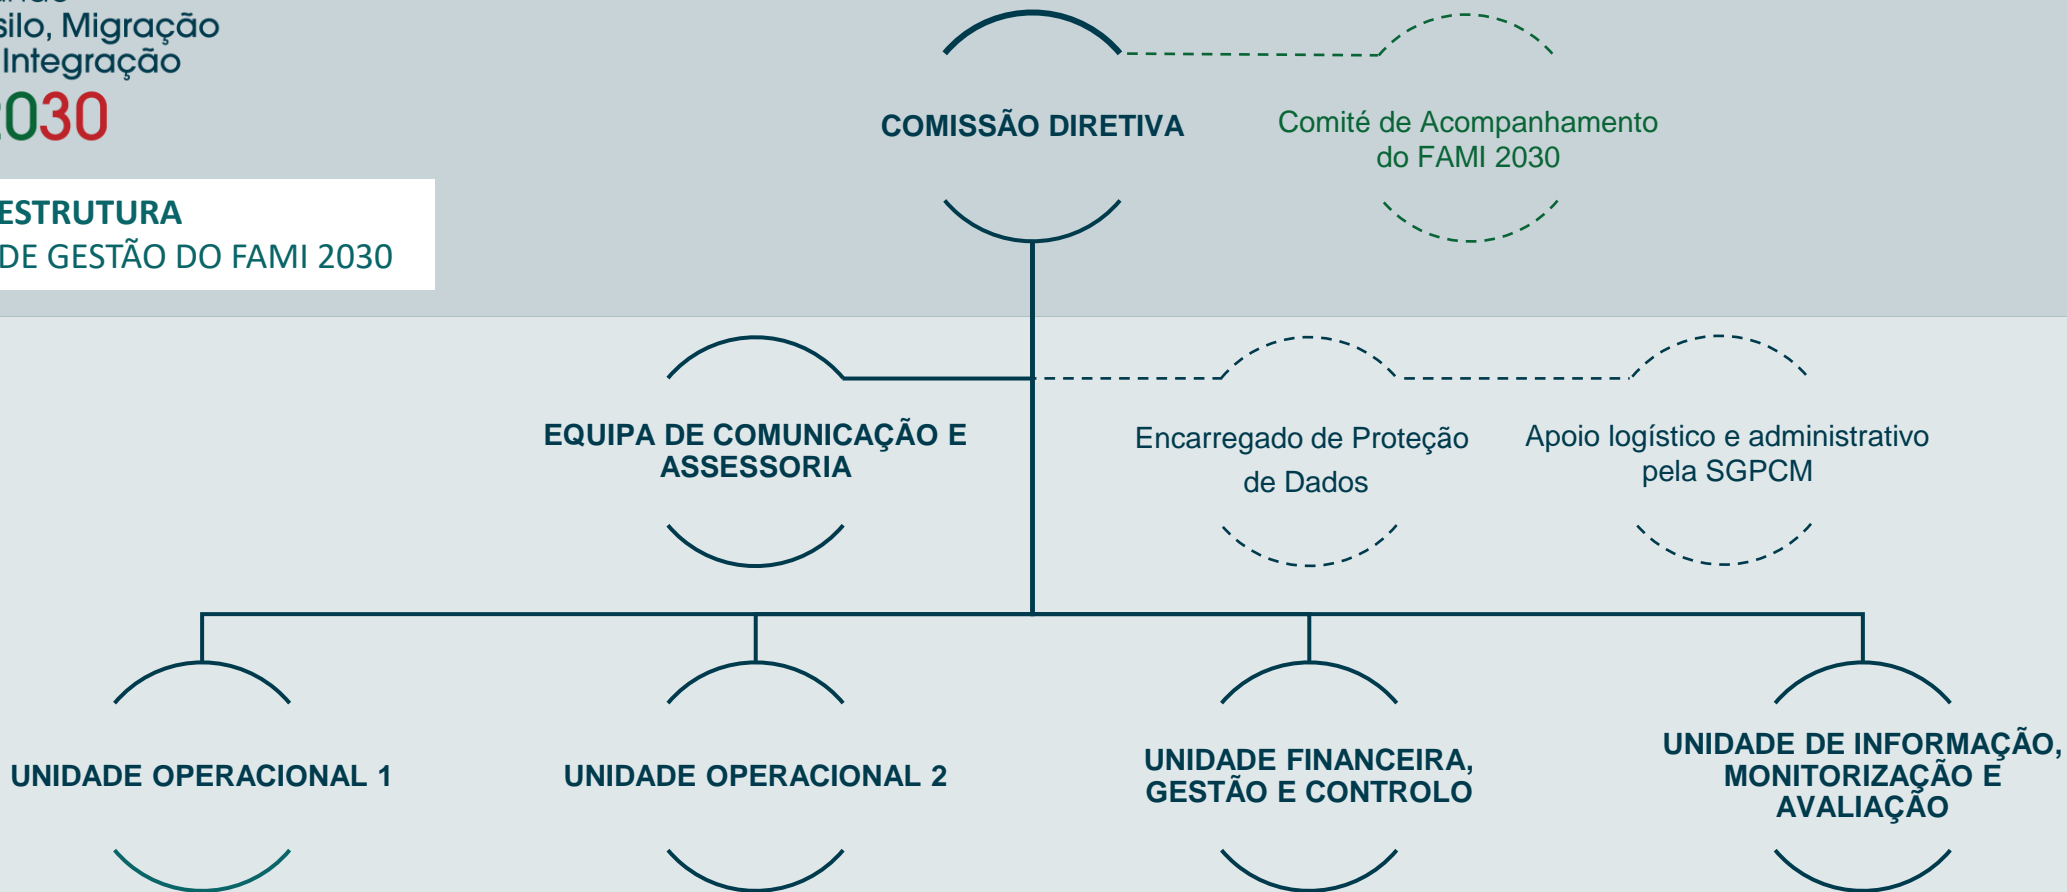 silo, Migração
Integração
2030
ESTRUTURA
DE GESTÃO DO FAMI 2030
COMISSÃO DIRETIVA
Comité de Acompanhamento
do FAMI 2030
EQUIPA DE COMUNICAÇÃO E
ASSESSORIA
Encarregado de Proteção
de Dados
Apoio logístico e administrativo
pela SGPCM
UNIDADE OPERACIONAL 1
UNIDADE OPERACIONAL 2
UNIDADE FINANCEIRA,
GESTÃO E CONTROLO
UNIDADE DE INFORMAÇÃO,
MONITORIZAÇÃO E
AVALIAÇÃO